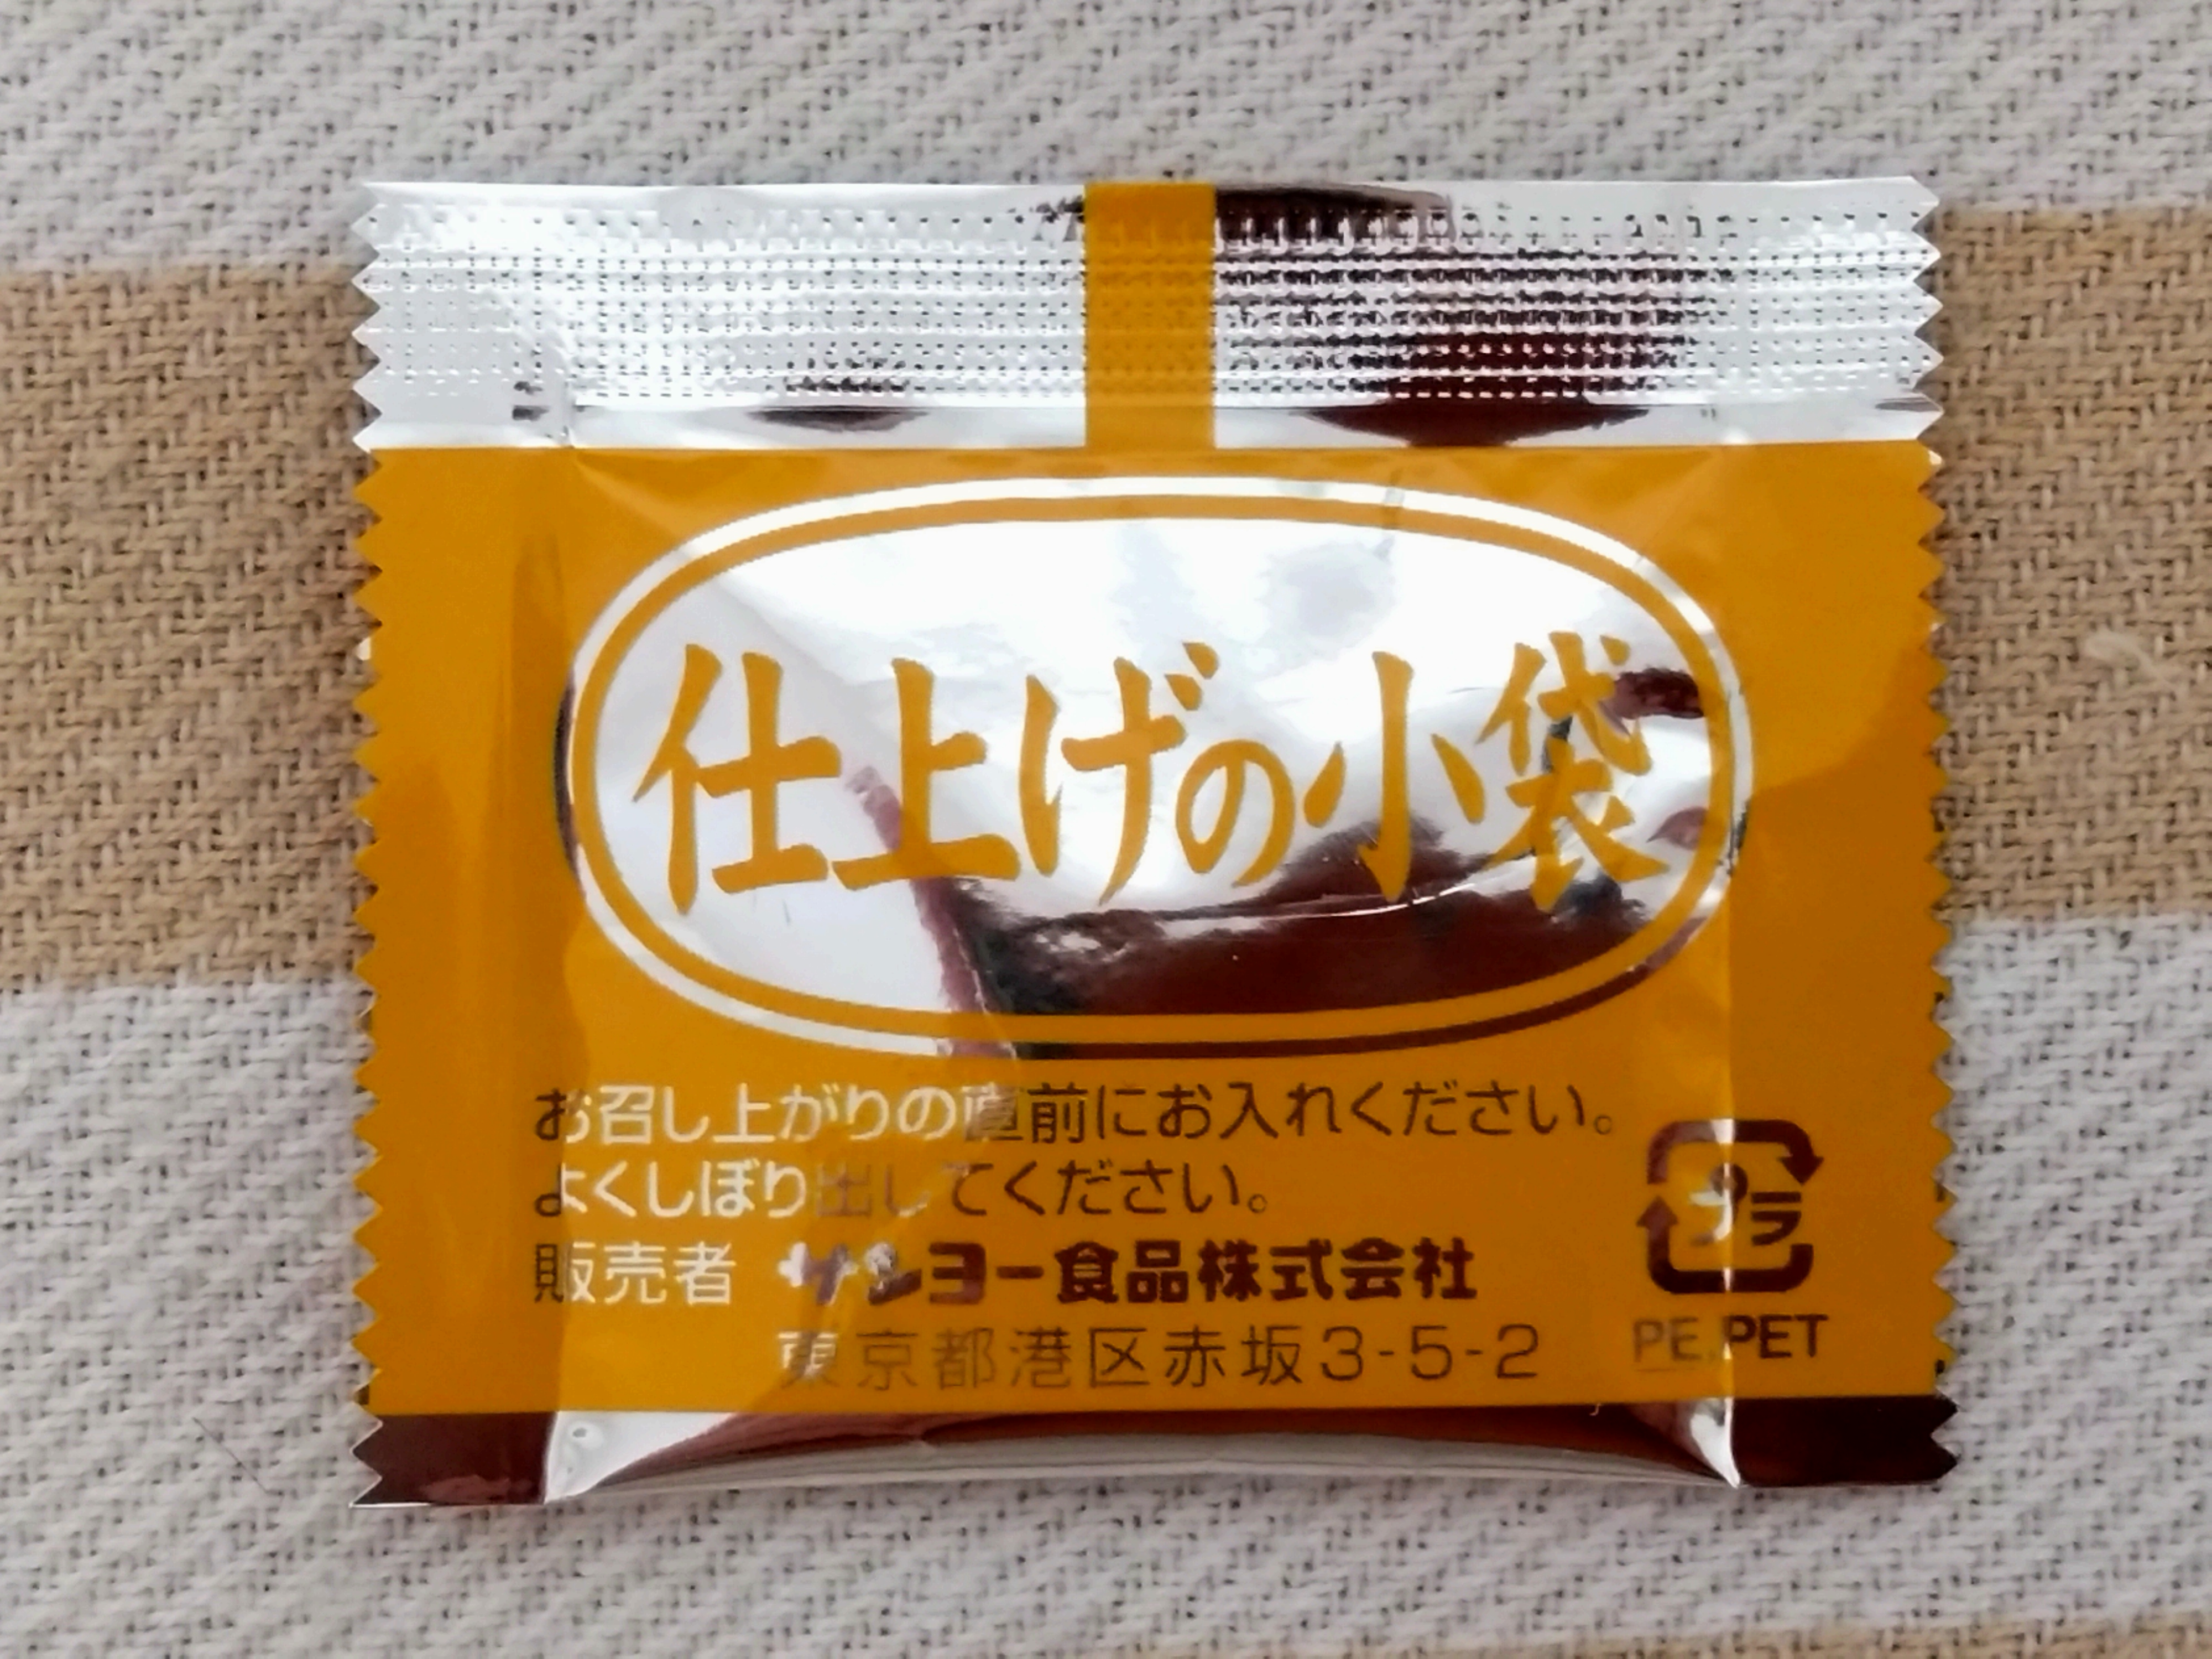 仕上げの小袋
お召し上がりの直前にお入れください。
よくしぼり出してください。
販売者 サンヨー食品株式会社
東京都港区赤坂3-5-2
プラ
PE,PET